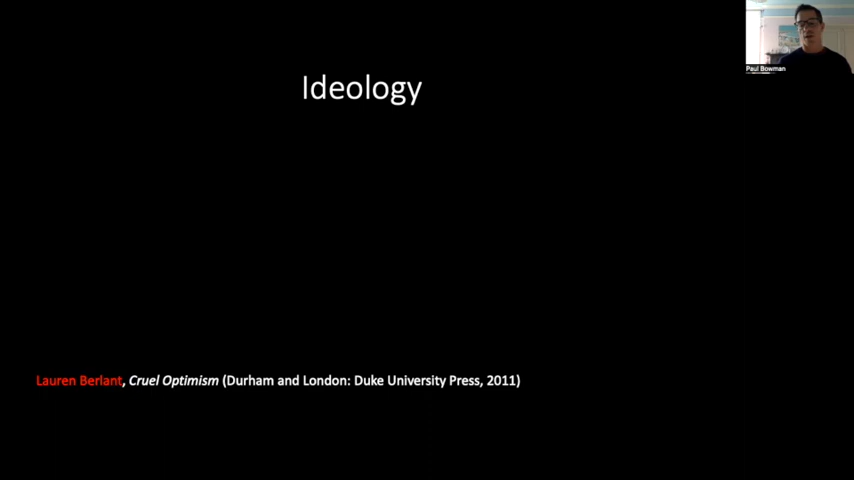 Paul Bowman
Ideology
Lauren Berlant, Cruel Optimism (Durham and London: Duke University Press, 2011)